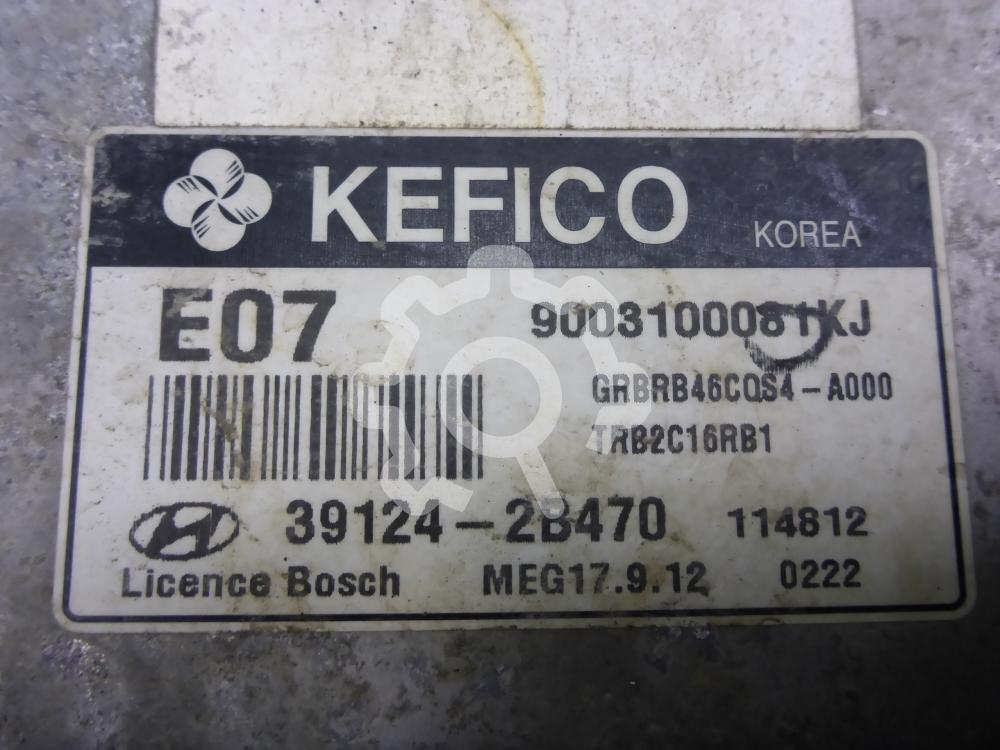 KEFICO KOREA
E07 9003100081KJ
GRBRB46CQS4-A000
TRB2C16RB1
39124-2B470 114812
Licence Bosch MEG17.9.12 0222